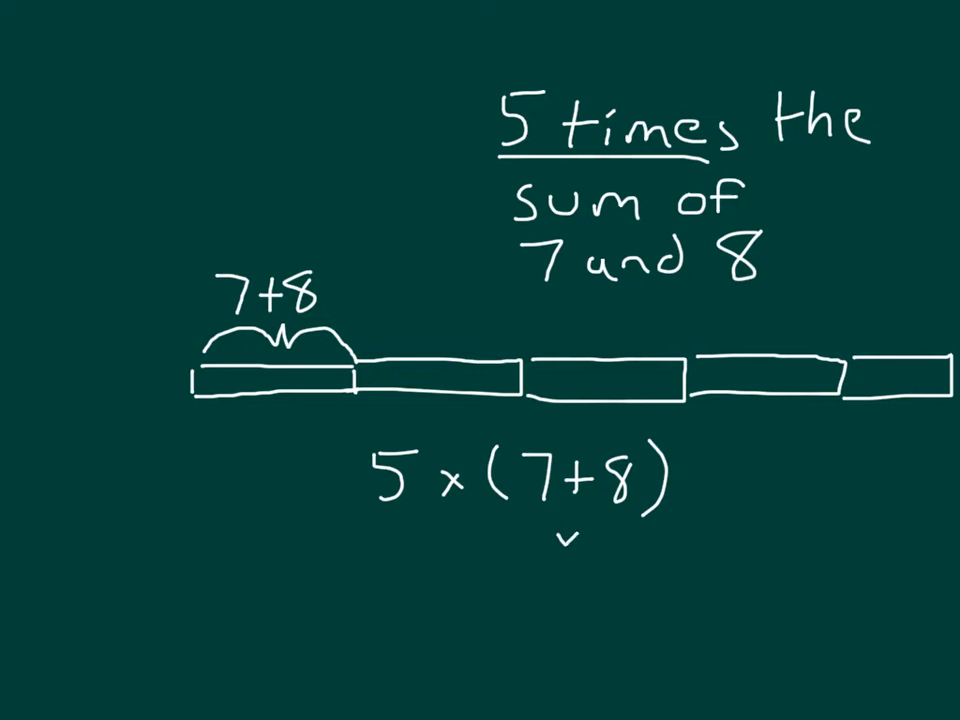 5 times the
sum of
7 and 8
7+8
5 x (7+8)